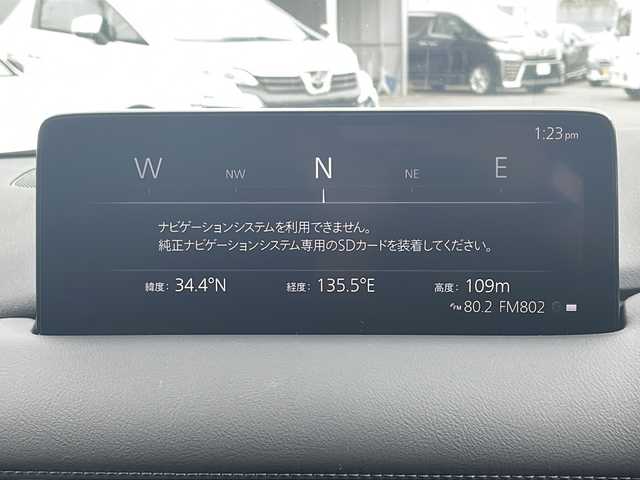 1:23 pm
W NW N NE E
ナビゲーションシステムを利用できません。
純正ナビゲーションシステム専用のSDカードを装着してください。
緯度: 34.4°N 経度: 135.5°E 高度: 109m
FM 80.2 FM802